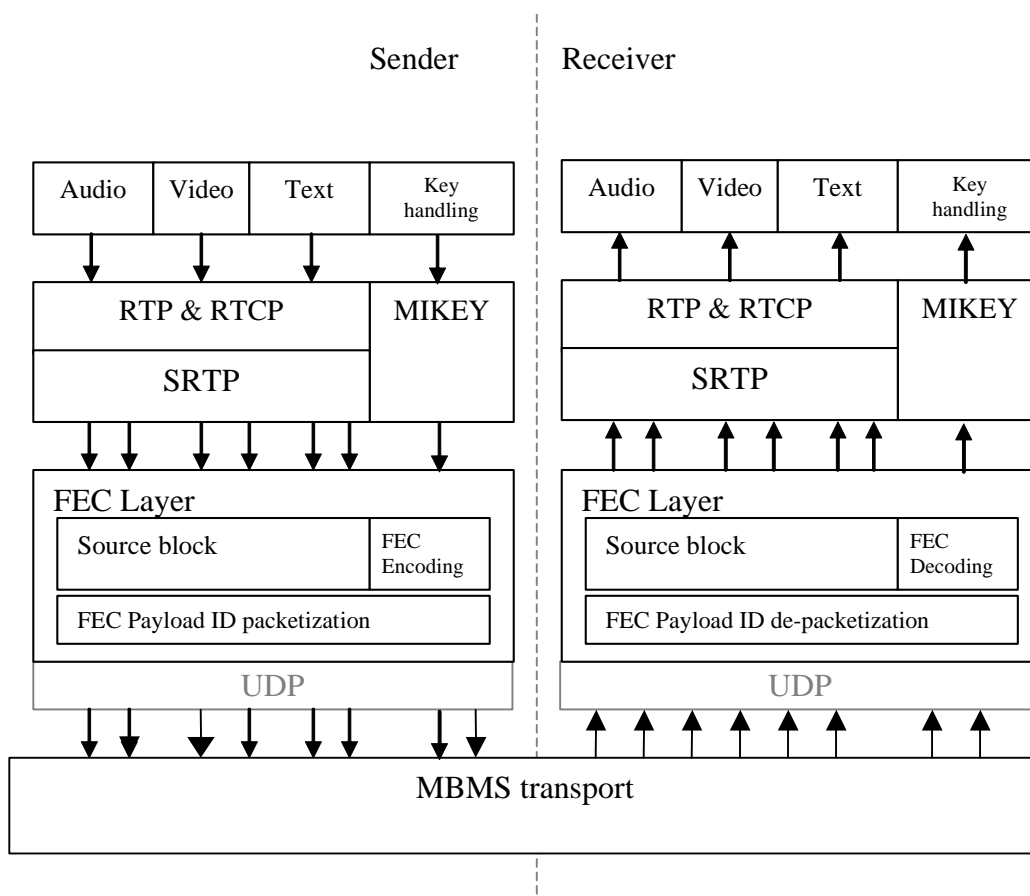 Sender
Receiver
Audio
Video
Text
Key
handling
Audio
Video
Text
Key
handling
RTP & RTCP
MIKEY
SRTP
RTP & RTCP
MIKEY
SRTP
FEC Layer
Source block
FEC
Encoding
FEC Payload ID packetization
UDP
FEC Layer
Source block
FEC
Decoding
FEC Payload ID de-packetization
UDP
MBMS transport